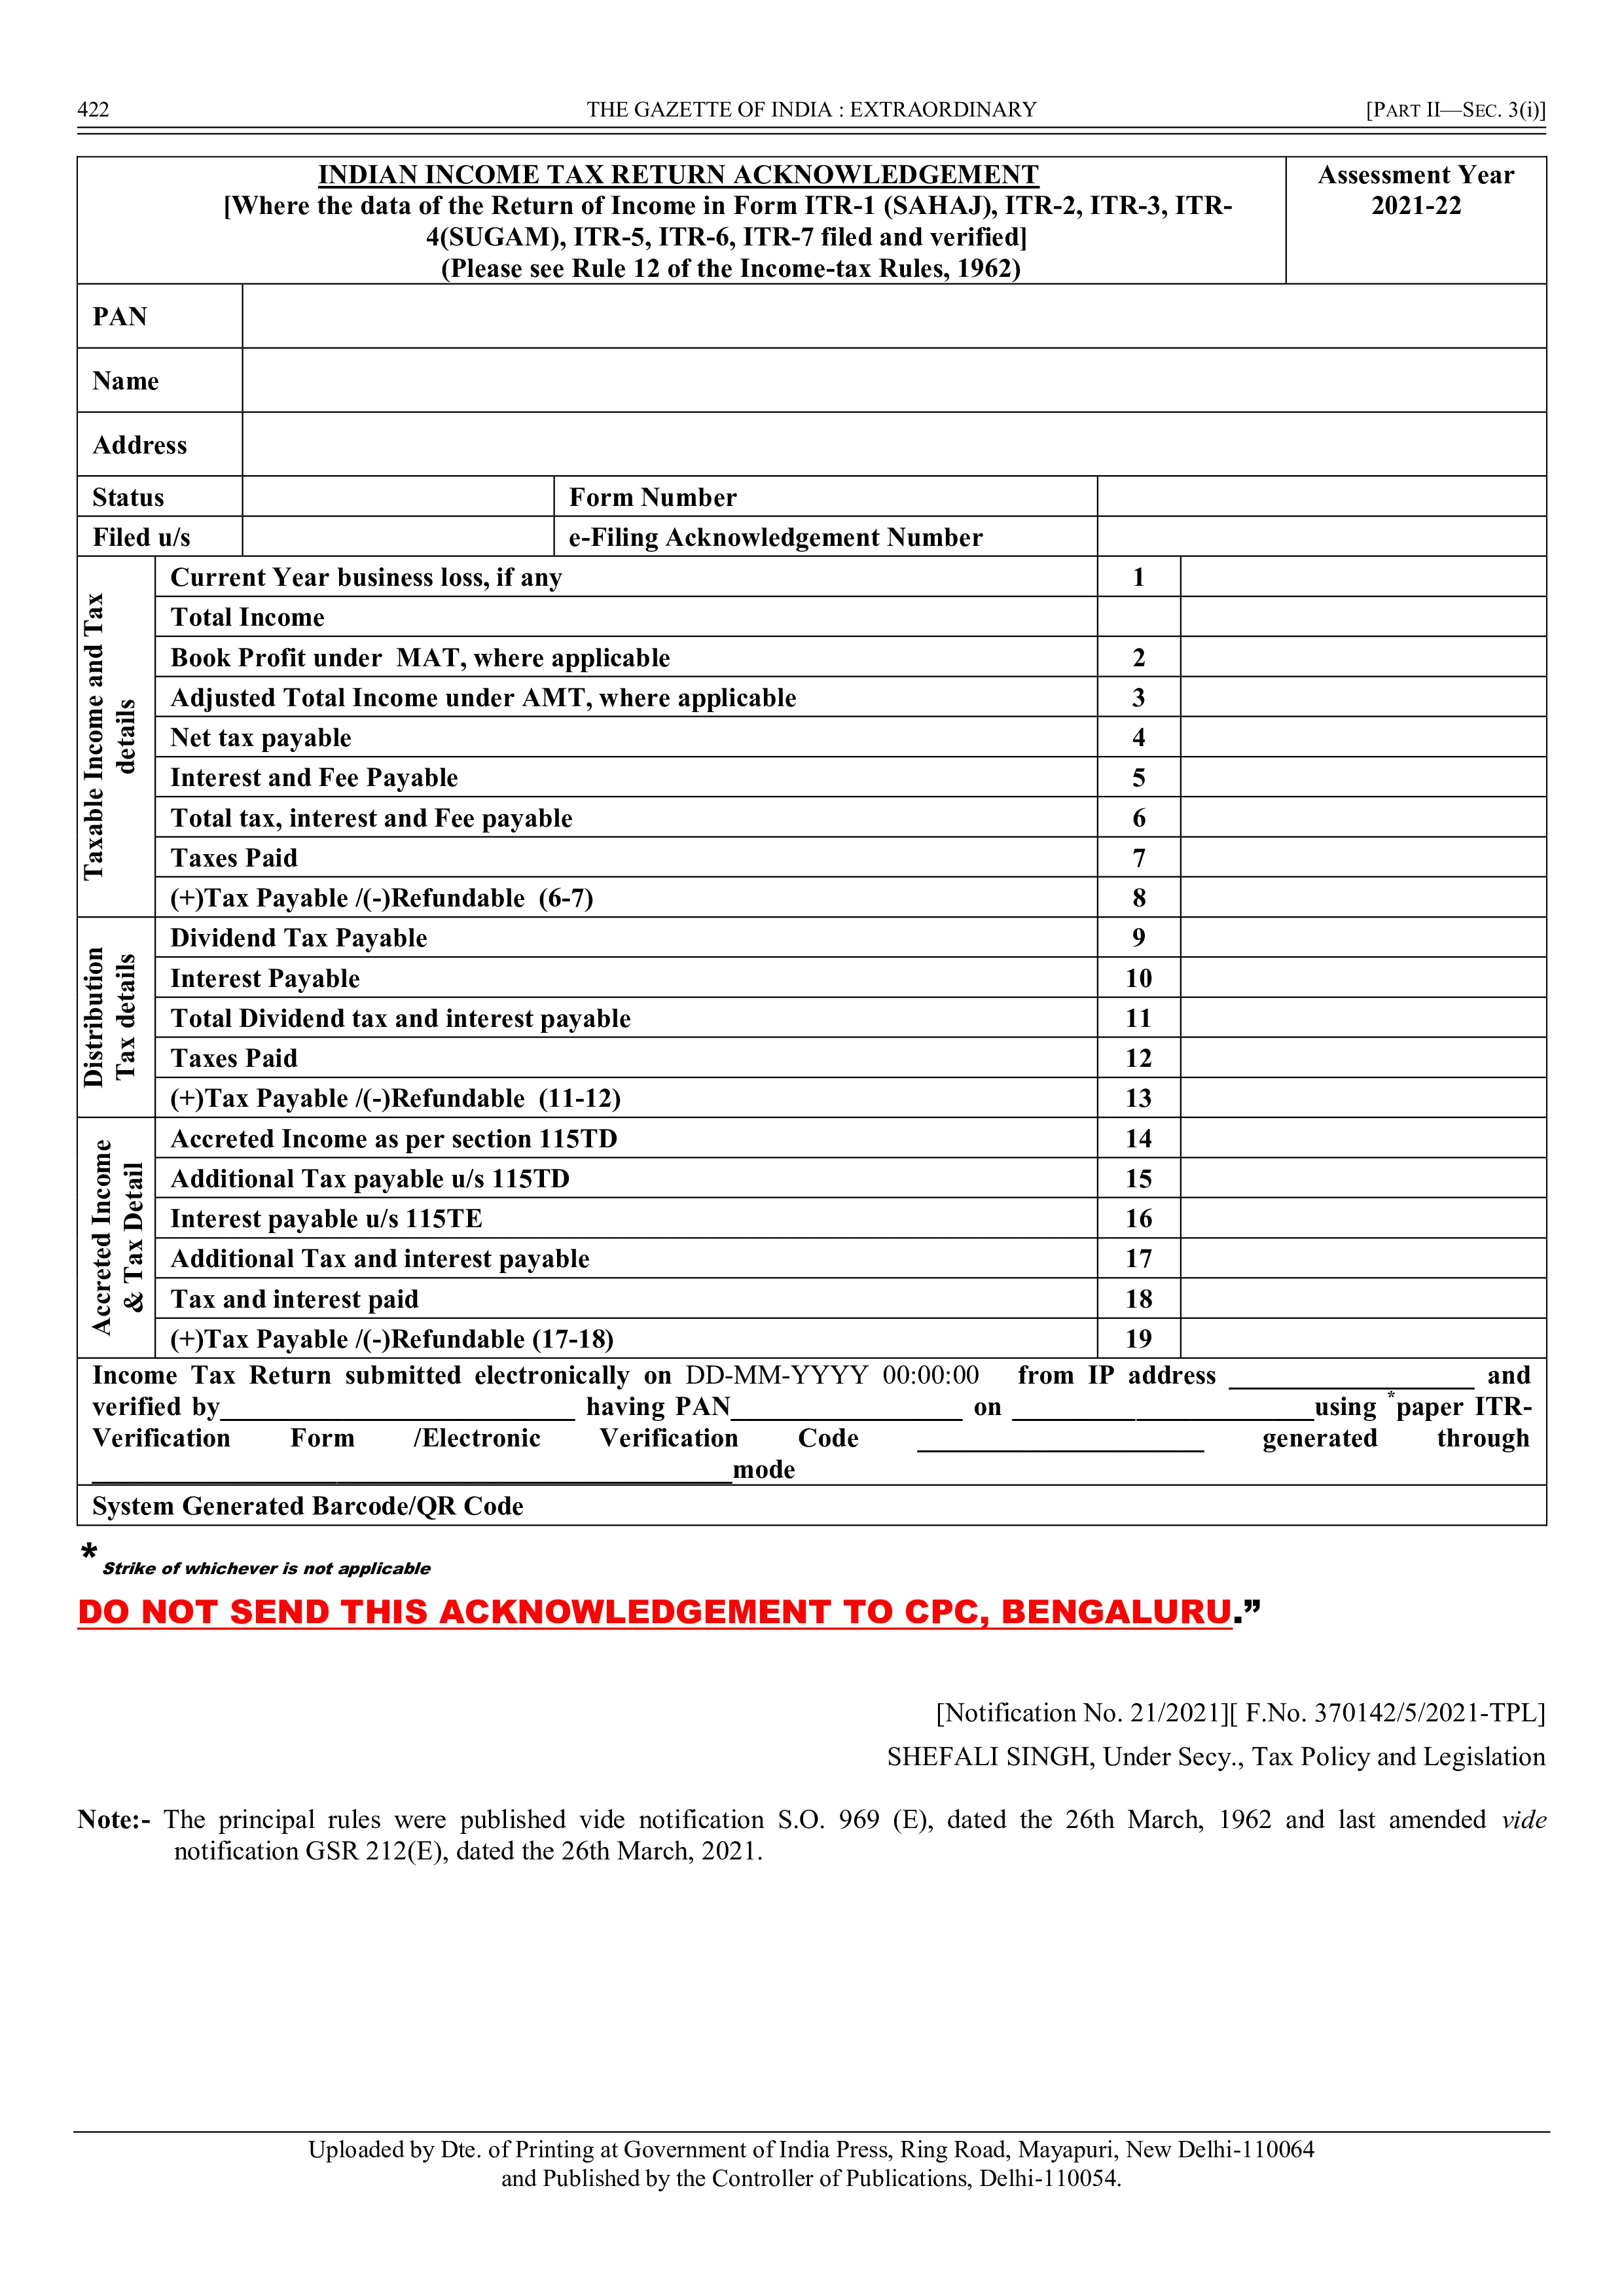 422 THE GAZETTE OF INDIA : EXTRAORDINARY [PART II—SEC. 3(i)]
INDIAN INCOME TAX RETURN ACKNOWLEDGEMENT
[Where the data of the Return of Income in Form ITR-1 (SAHAJ), ITR-2, ITR-3, ITR-
4(SUGAM), ITR-5, ITR-6, ITR-7 filed and verified]
(Please see Rule 12 of the Income-tax Rules, 1962)
Assessment Year
2021-22
PAN
Name
Address
Status Form Number
Filed u/s e-Filing Acknowledgement Number
Taxable Income and Tax
details
Current Year business loss, if any 1
Total Income
Book Profit under MAT, where applicable 2
Adjusted Total Income under AMT, where applicable 3
Net tax payable 4
Interest and Fee Payable 5
Total tax, interest and Fee payable 6
Taxes Paid 7
(+)Tax Payable /(-)Refundable (6-7) 8
Distribution
Tax details
Dividend Tax Payable 9
Interest Payable 10
Total Dividend tax and interest payable 11
Taxes Paid 12
(+)Tax Payable /(-)Refundable (11-12) 13
Accreted Income
& Tax Detail
Accreted Income as per section 115TD 14
Additional Tax payable u/s 115TD 15
Interest payable u/s 115TE 16
Additional Tax and interest payable 17
Tax and interest paid 18
(+)Tax Payable /(-)Refundable (17-18) 19
Income Tax Return submitted electronically on DD-MM-YYYY 00:00:00 from IP address __________________ and
verified by__________________________ having PAN_________________ on ______________________using *paper ITR-
Verification Form /Electronic Verification Code _____________________ generated through
_______________________________________________mode
System Generated Barcode/QR Code
* Strike of whichever is not applicable
DO NOT SEND THIS ACKNOWLEDGEMENT TO CPC, BENGALURU.”
[Notification No. 21/2021][ F.No. 370142/5/2021-TPL]
SHEFALI SINGH, Under Secy., Tax Policy and Legislation
Note:- The principal rules were published vide notification S.O. 969 (E), dated the 26th March, 1962 and last amended vide
notification GSR 212(E), dated the 26th March, 2021.
Uploaded by Dte. of Printing at Government of India Press, Ring Road, Mayapuri, New Delhi-110064
and Published by the Controller of Publications, Delhi-110054.